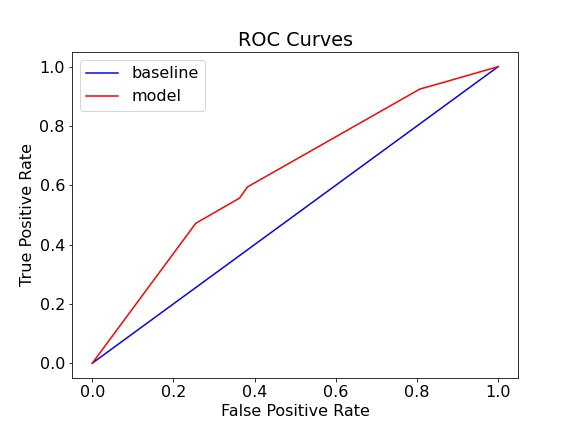 ROC Curves
baseline
model
True Positive Rate
1.0
0.8
0.6
0.4
0.2
0.0
0.0 0.2 0.4 0.6 0.8 1.0
False Positive Rate